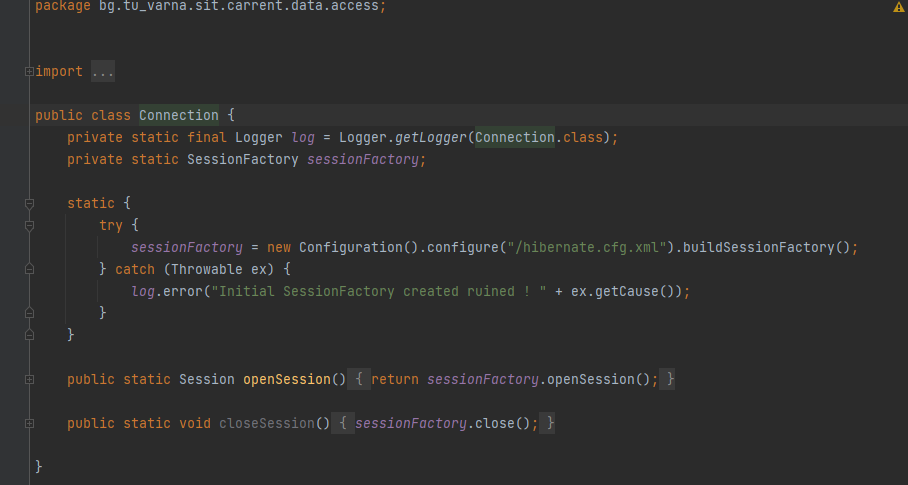 package bg.tu_varna.sit.carrent.data.access;
import ...
public class Connection {
private static final Logger log = Logger.getLogger(Connection.class);
private static SessionFactory sessionFactory;
static {
try {
sessionFactory = new Configuration().configure("/hibernate.cfg.xml").buildSessionFactory();
} catch (Throwable ex) {
log.error("Initial SessionFactory created ruined ! " + ex.getCause());
}
}
public static Session openSession() { return sessionFactory.openSession(); }
public static void closeSession() { sessionFactory.close(); }
}